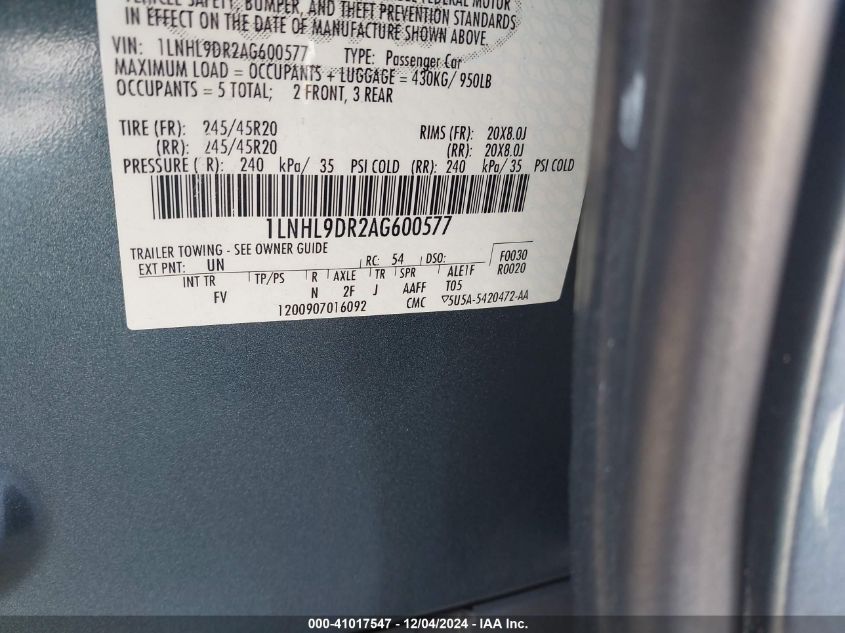 VEHICLE SAFETY, BUMPER, AND THEFT PREVENTION STANDARDS
IN EFFECT ON THE DATE OF MANUFACTURE SHOWN ABOVE.
VIN: 1LNHL9DR2AG600577 TYPE: Passenger Car
MAXIMUM LOAD = OCCUPANTS + LUGGAGE = 430KG/ 950LB
OCCUPANTS = 5 TOTAL; 2 FRONT, 3 REAR
TIRE (FR): 245/45R20 RIMS (FR): 20X8.0J
(RR): 245/45R20 (RR): 20X8.0J
PRESSURE ( R): 240 kPa/ 35 PSI COLD (RR): 240 kPa/ 35 PSI COLD
1LNHL9DR2AG600577
TRAILER TOWING - SEE OWNER GUIDE
EXT PNT: UN RC: 54 DSO: F0030
INT TR TP/PS R AXLE TR SPR ALE1F R0020
FV N 2F J AAFF T05
1200907016092 CMC ▽5U5A-5420472-AA
000-41017547 - 12/04/2024 - IAA Inc.